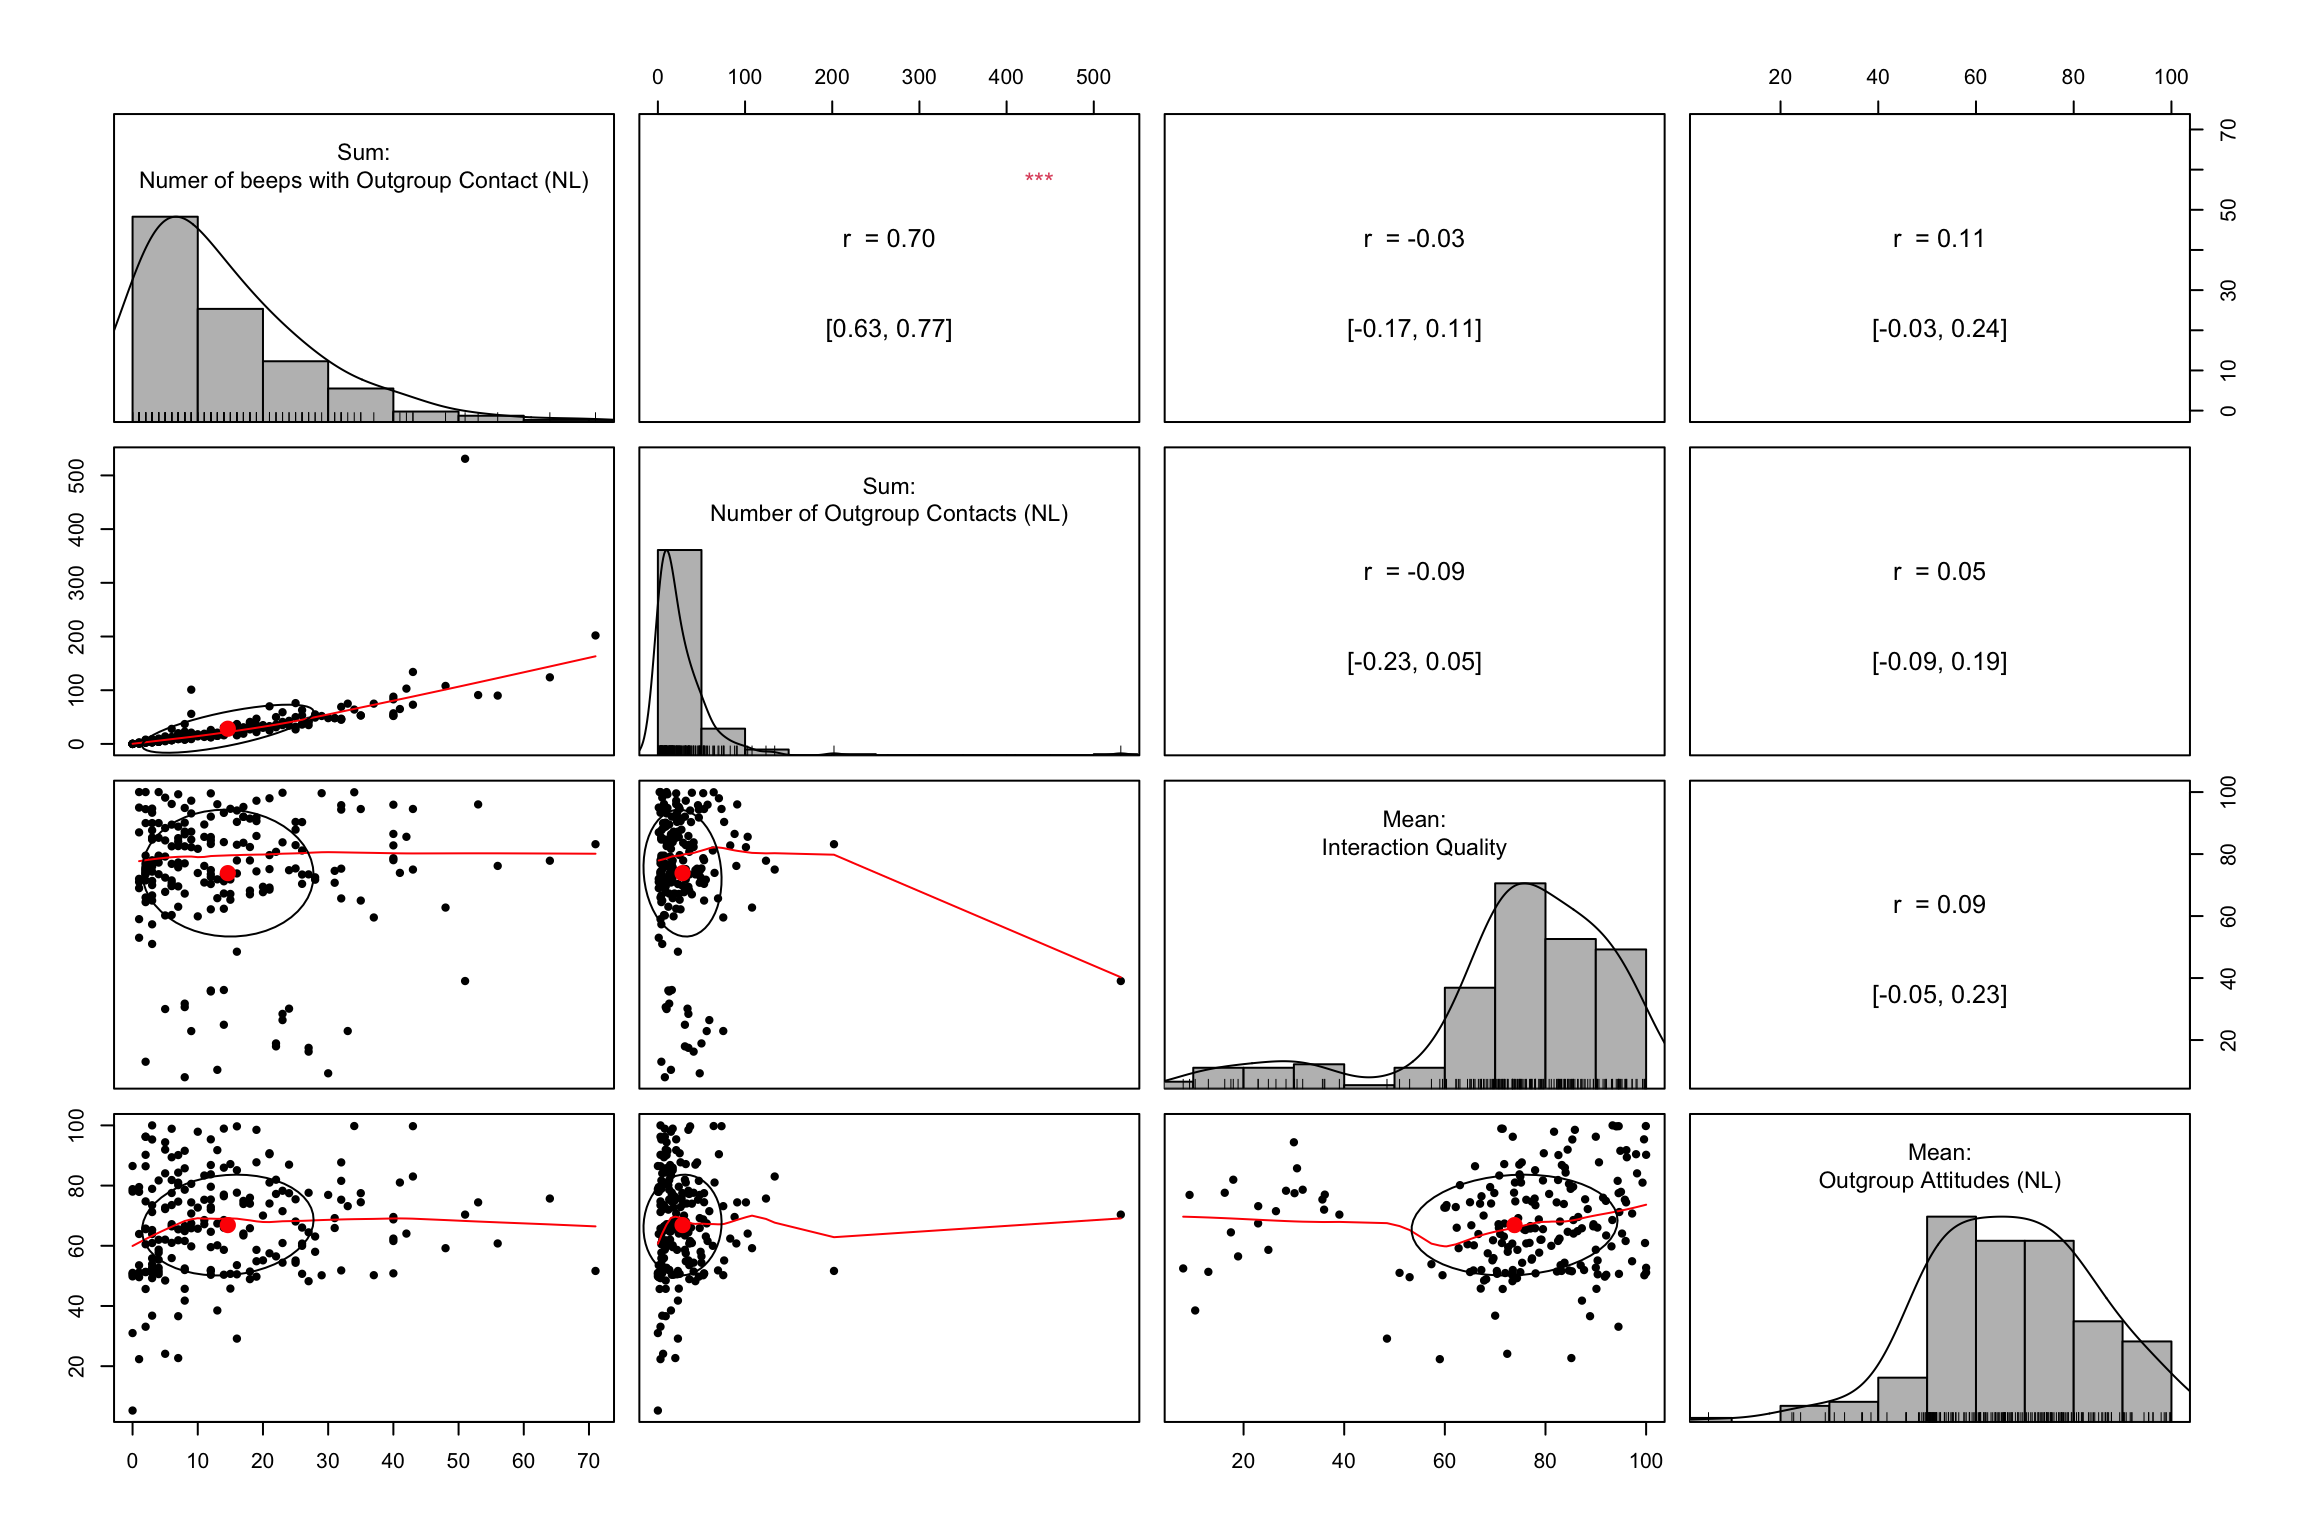 0 100 200 300 400 500
20 40 60 80 100
Sum:
Numer of beeps with Outgroup Contact (NL)
***
r = 0.70
[0.63, 0.77]
r = -0.03
[-0.17, 0.11]
r = 0.11
[-0.03, 0.24]
0 10 30 50 70
0 100 200 300 400 500
Sum:
Number of Outgroup Contacts (NL)
r = -0.09
[-0.23, 0.05]
r = 0.05
[-0.09, 0.19]
Mean:
Interaction Quality
r = 0.09
[-0.05, 0.23]
20 40 60 80 100
20 40 60 80 100
Mean:
Outgroup Attitudes (NL)
0 10 20 30 40 50 60 70
20 40 60 80 100